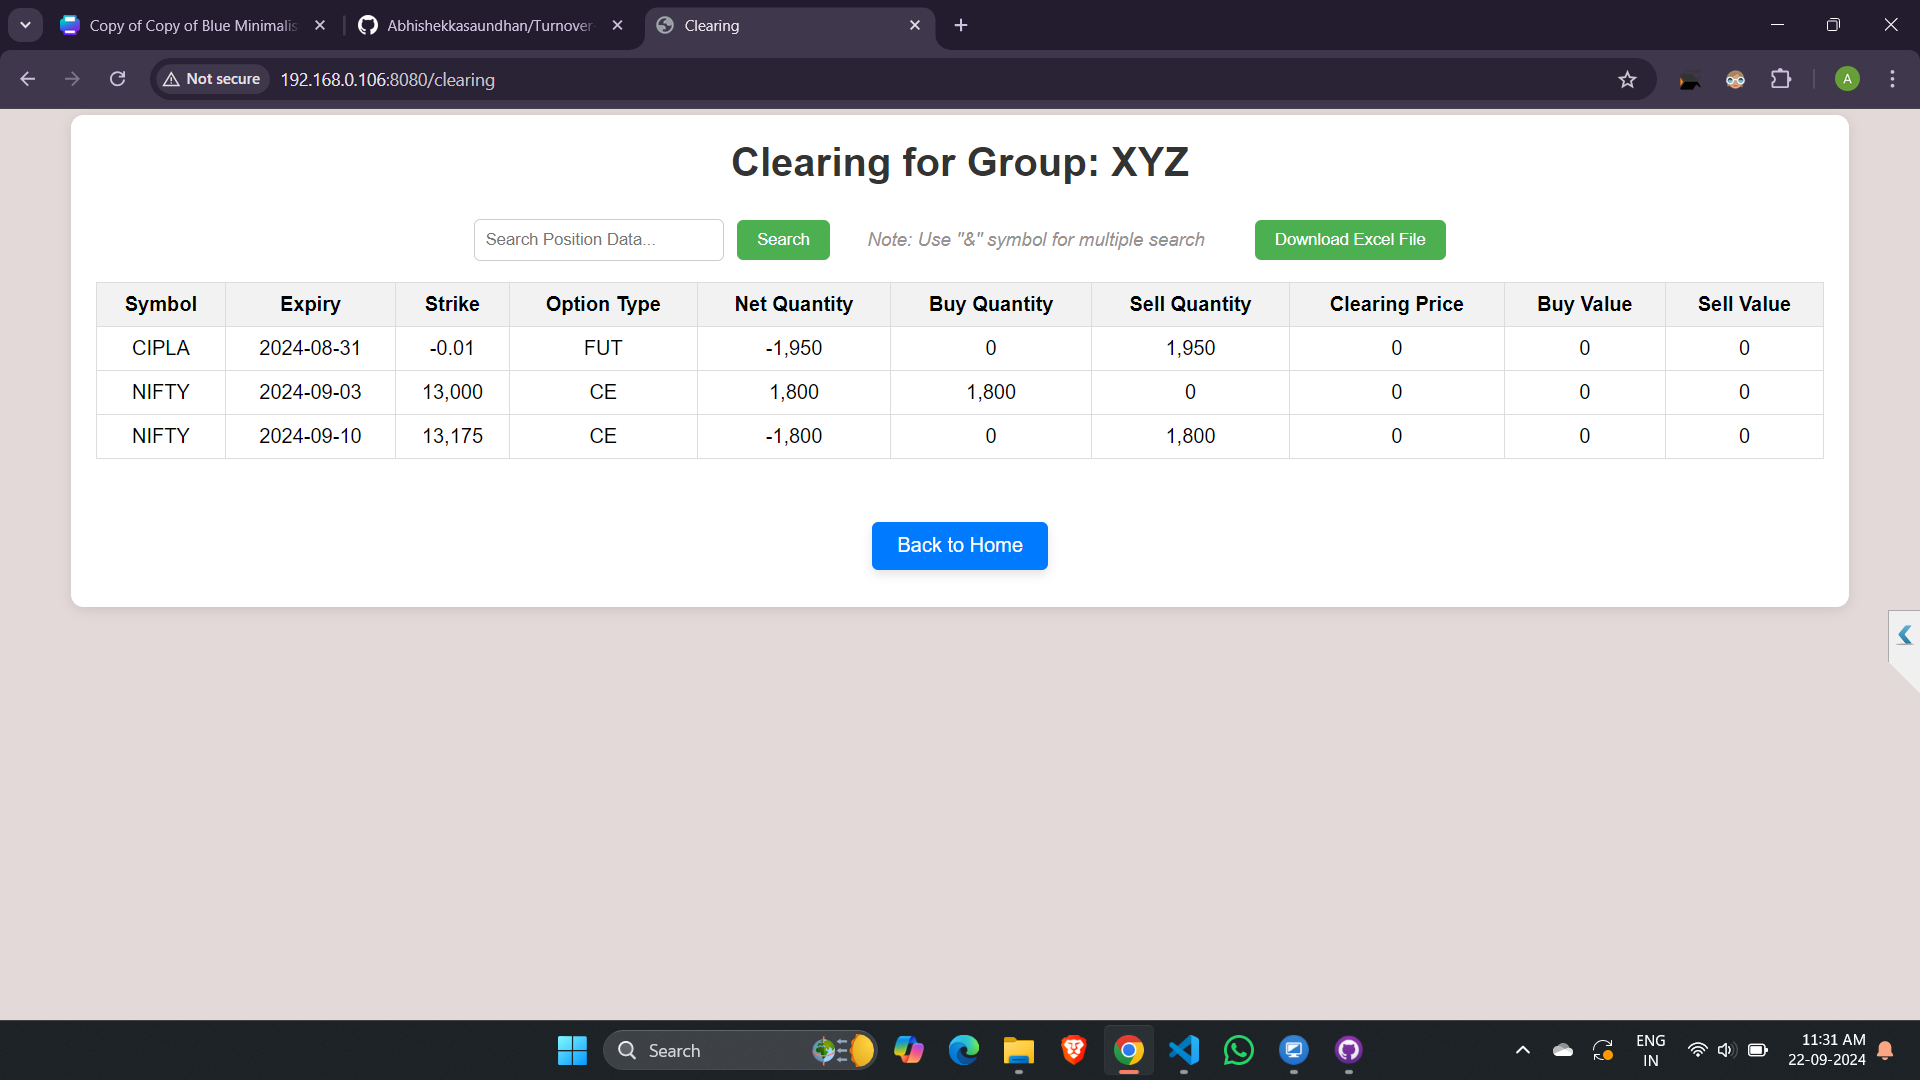 Copy of Copy of Blue Minimalis
Abhishekkasaundhan/Turnover-
Clearing
Not secure
192.168.0.106:8080/clearing
A
Clearing for Group: XYZ
Search Position Data...
Search
Note: Use "&" symbol for multiple search
Download Excel File
Symbol Expiry Strike Option Type Net Quantity Buy Quantity Sell Quantity Clearing Price Buy Value Sell Value
CIPLA 2024-08-31 -0.01 FUT -1,950 0 1,950 0 0 0
NIFTY 2024-09-03 13,000 CE 1,800 1,800 0 0 0 0
NIFTY 2024-09-10 13,175 CE -1,800 0 1,800 0 0 0
Back to Home
Search
ENG
IN
11:31 AM
22-09-2024